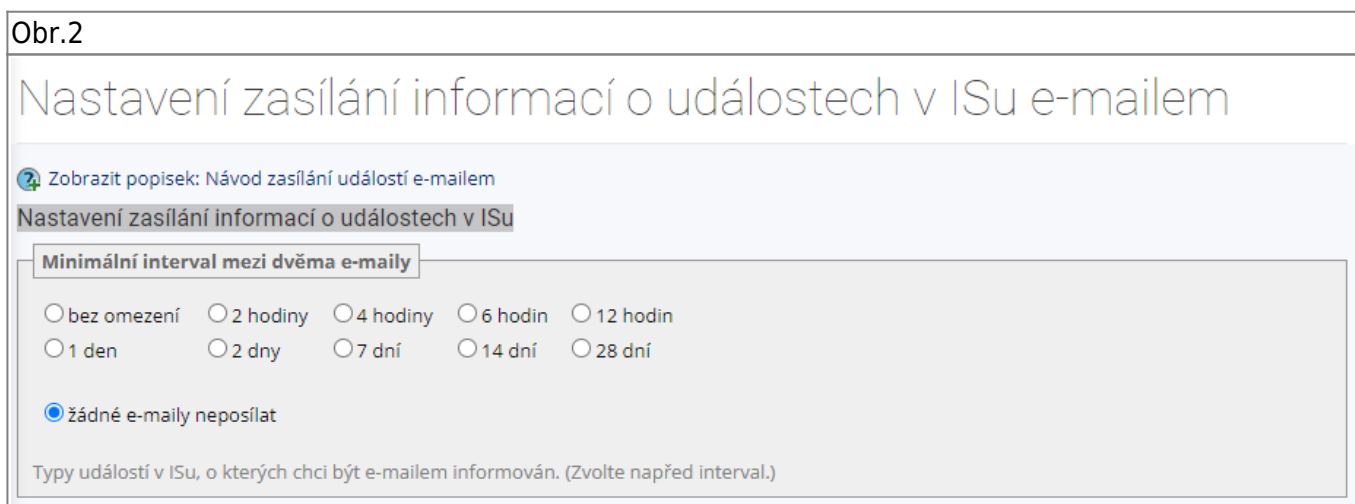 Obr.2
Nastavení zasílání informací o událostech v ISu e-mailem
Zobrazit popisek: Návod zasílání událostí e-mailem
Nastavení zasílání informací o událostech v ISu
Minimální interval mezi dvěma e-maily
bez omezení 2 hodiny 4 hodiny 6 hodin 12 hodin
1 den 2 dny 7 dní 14 dní 28 dní
žádné e-maily neposílat
Typy událostí v ISu, o kterých chci být e-mailem informován. (Zvolte napřed interval.)